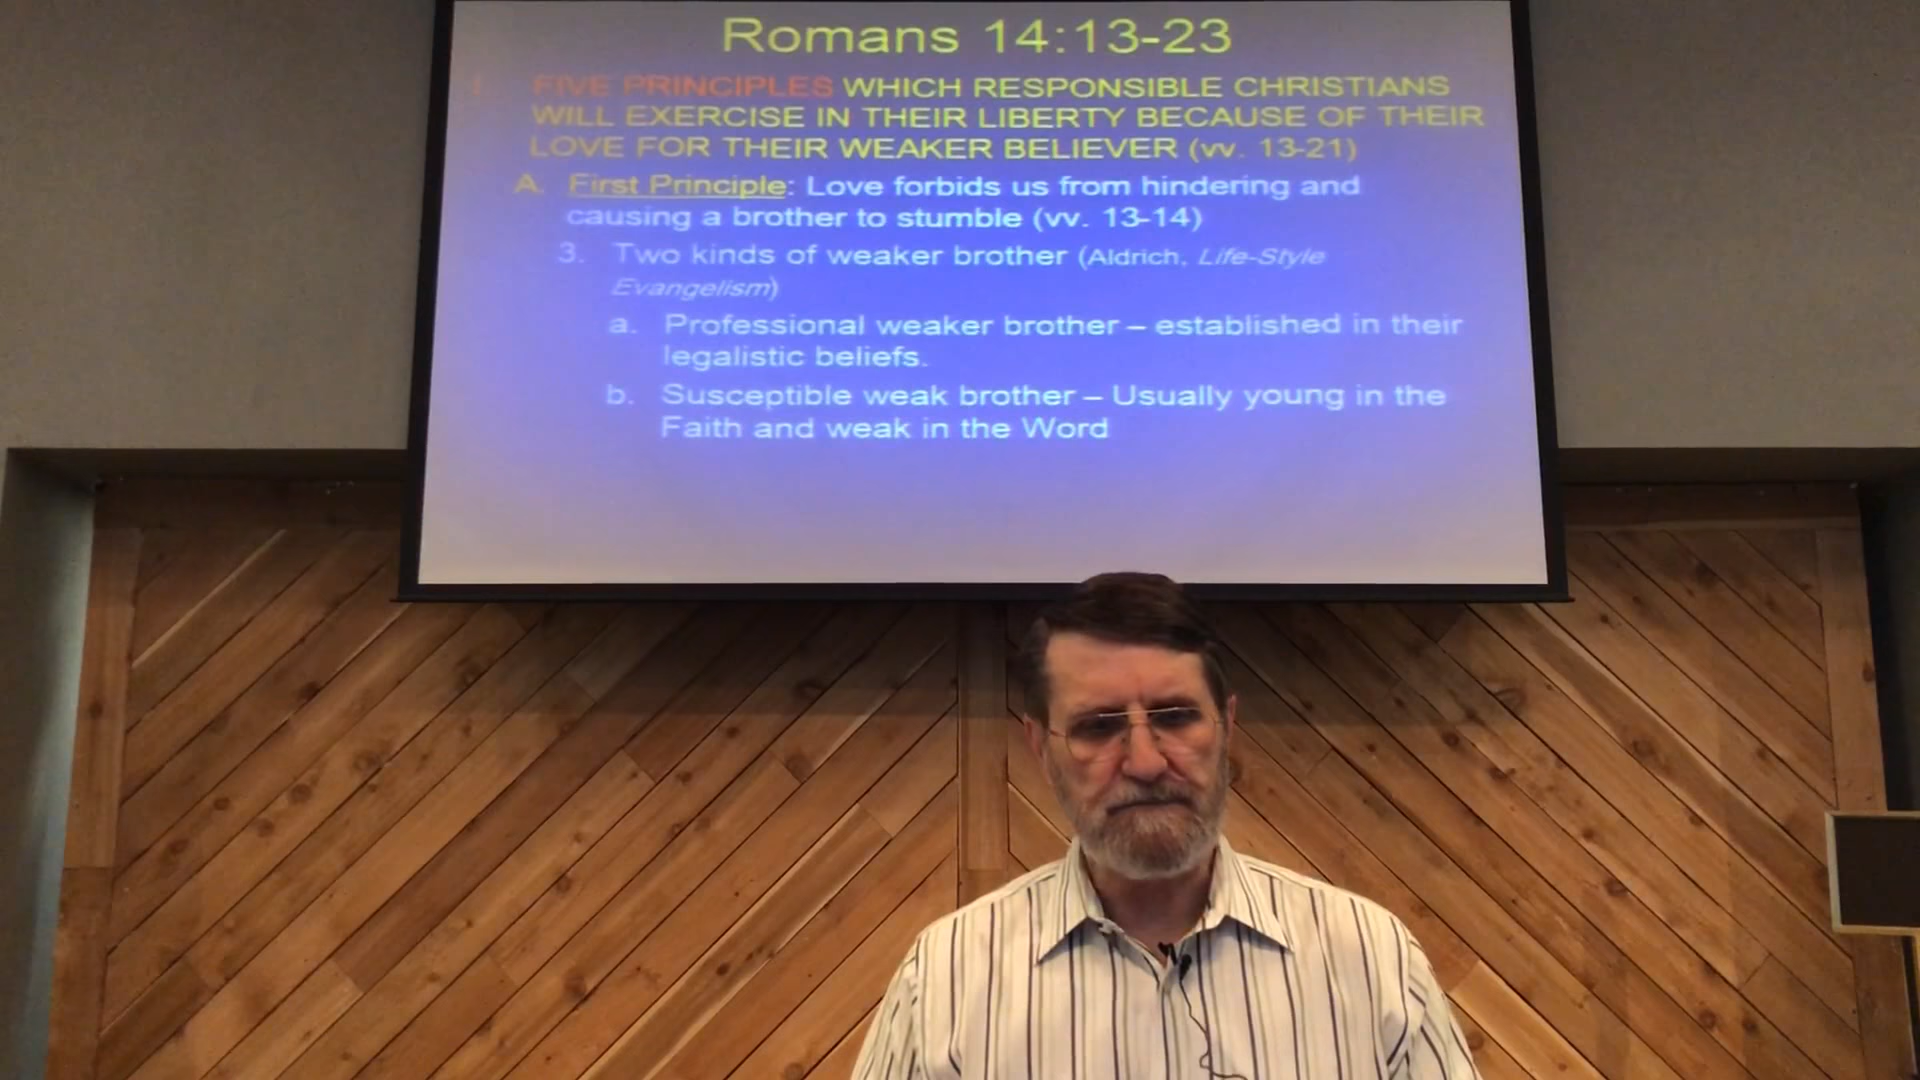 Romans 14:13-23
I. FIVE PRINCIPLES WHICH RESPONSIBLE CHRISTIANS
WILL EXERCISE IN THEIR LIBERTY BECAUSE OF THEIR
LOVE FOR THEIR WEAKER BELIEVER (vv. 13-21)
A. First Principle: Love forbids us from hindering and
causing a brother to stumble (vv. 13-14)
3. Two kinds of weaker brother (Aldrich, Life-Style
Evangelism)
a. Professional weaker brother – established in their
legalistic beliefs.
b. Susceptible weak brother – Usually young in the
Faith and weak in the Word